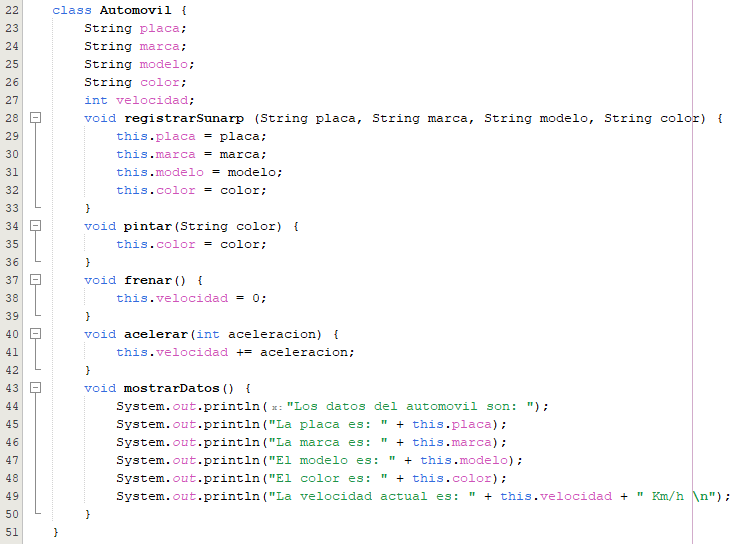 22 class Automovil {
23 String placa;
24 String marca;
25 String modelo;
26 String color;
27 int velocidad;
28 void registrarSunarp (String placa, String marca, String modelo, String color) {
29 this.placa = placa;
30 this.marca = marca;
31 this.modelo = modelo;
32 this.color = color;
33 }
34 void pintar(String color) {
35 this.color = color;
36 }
37 void frenar() {
38 this.velocidad = 0;
39 }
40 void acelerar(int aceleracion) {
41 this.velocidad += aceleracion;
42 }
43 void mostrarDatos() {
44 System.out.println( x: "Los datos del automovil son: ");
45 System.out.println("La placa es: " + this.placa);
46 System.out.println("La marca es: " + this.marca);
47 System.out.println("El modelo es: " + this.modelo);
48 System.out.println("El color es: " + this.color);
49 System.out.println("La velocidad actual es: " + this.velocidad + " Km/h \n");
50 }
51 }